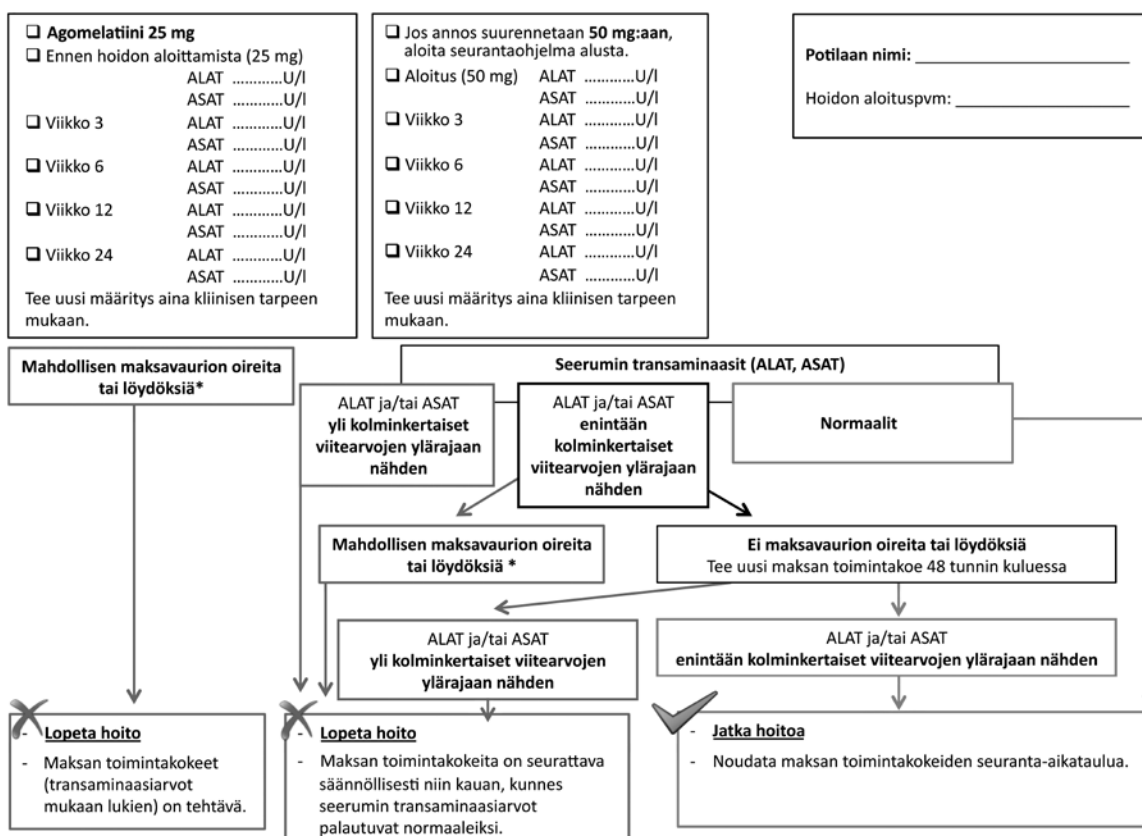 ❑ Agomelatiini 25 mg
❑ Ennen hoidon aloittamista (25 mg)
ALAT ............U/l
ASAT ............U/l
❑ Viikko 3 ALAT ............U/l
ASAT ............U/l
❑ Viikko 6 ALAT ............U/l
ASAT ............U/l
❑ Viikko 12 ALAT ............U/l
ASAT ............U/l
❑ Viikko 24 ALAT ............U/l
ASAT ............U/l
Tee uusi määritys aina kliinisen tarpeen
mukaan.
❑ Jos annos suurennetaan 50 mg:aan,
aloita seurantaohjelma alusta.
❑ Aloitus (50 mg) ALAT ............U/l
ASAT ............U/l
❑ Viikko 3 ALAT ............U/l
ASAT ............U/l
❑ Viikko 6 ALAT ............U/l
ASAT ............U/l
❑ Viikko 12 ALAT ............U/l
ASAT ............U/l
❑ Viikko 24 ALAT ............U/l
ASAT ............U/l
Tee uusi määritys aina kliinisen tarpeen
mukaan.
Potilaan nimi: ____________________
Hoidon aloituspvm: ________________
Mahdollisen maksavaurion oireita
tai löydöksiä*
Seerumin transaminaasit (ALAT, ASAT)
ALAT ja/tai ASAT
yli kolminkertaiset
viitearvojen ylärajaan
nähden
ALAT ja/tai ASAT
enintään
kolminkertaiset
viitearvojen ylärajaan
nähden
Normaalit
Mahdollisen maksavaurion oireita
tai löydöksiä *
Ei maksavaurion oireita tai löydöksiä
Tee uusi maksan toimintakoe 48 tunnin kuluessa
ALAT ja/tai ASAT
yli kolminkertaiset viitearvojen
ylärajaan nähden
ALAT ja/tai ASAT
enintään kolminkertaiset viitearvojen ylärajaan nähden
- Lopeta hoito
- Maksan toimintakokeet
(transaminaasiarvot
mukaan lukien) on tehtävä.
- Lopeta hoito
- Maksan toimintakokeita on seurattava
säännöllisesti niin kauan, kunnes
seerumin transaminaasiarvot
palautuvat normaaleiksi.
- Jatka hoitoa
- Noudata maksan toimintakokeiden seuranta-aikataulua.